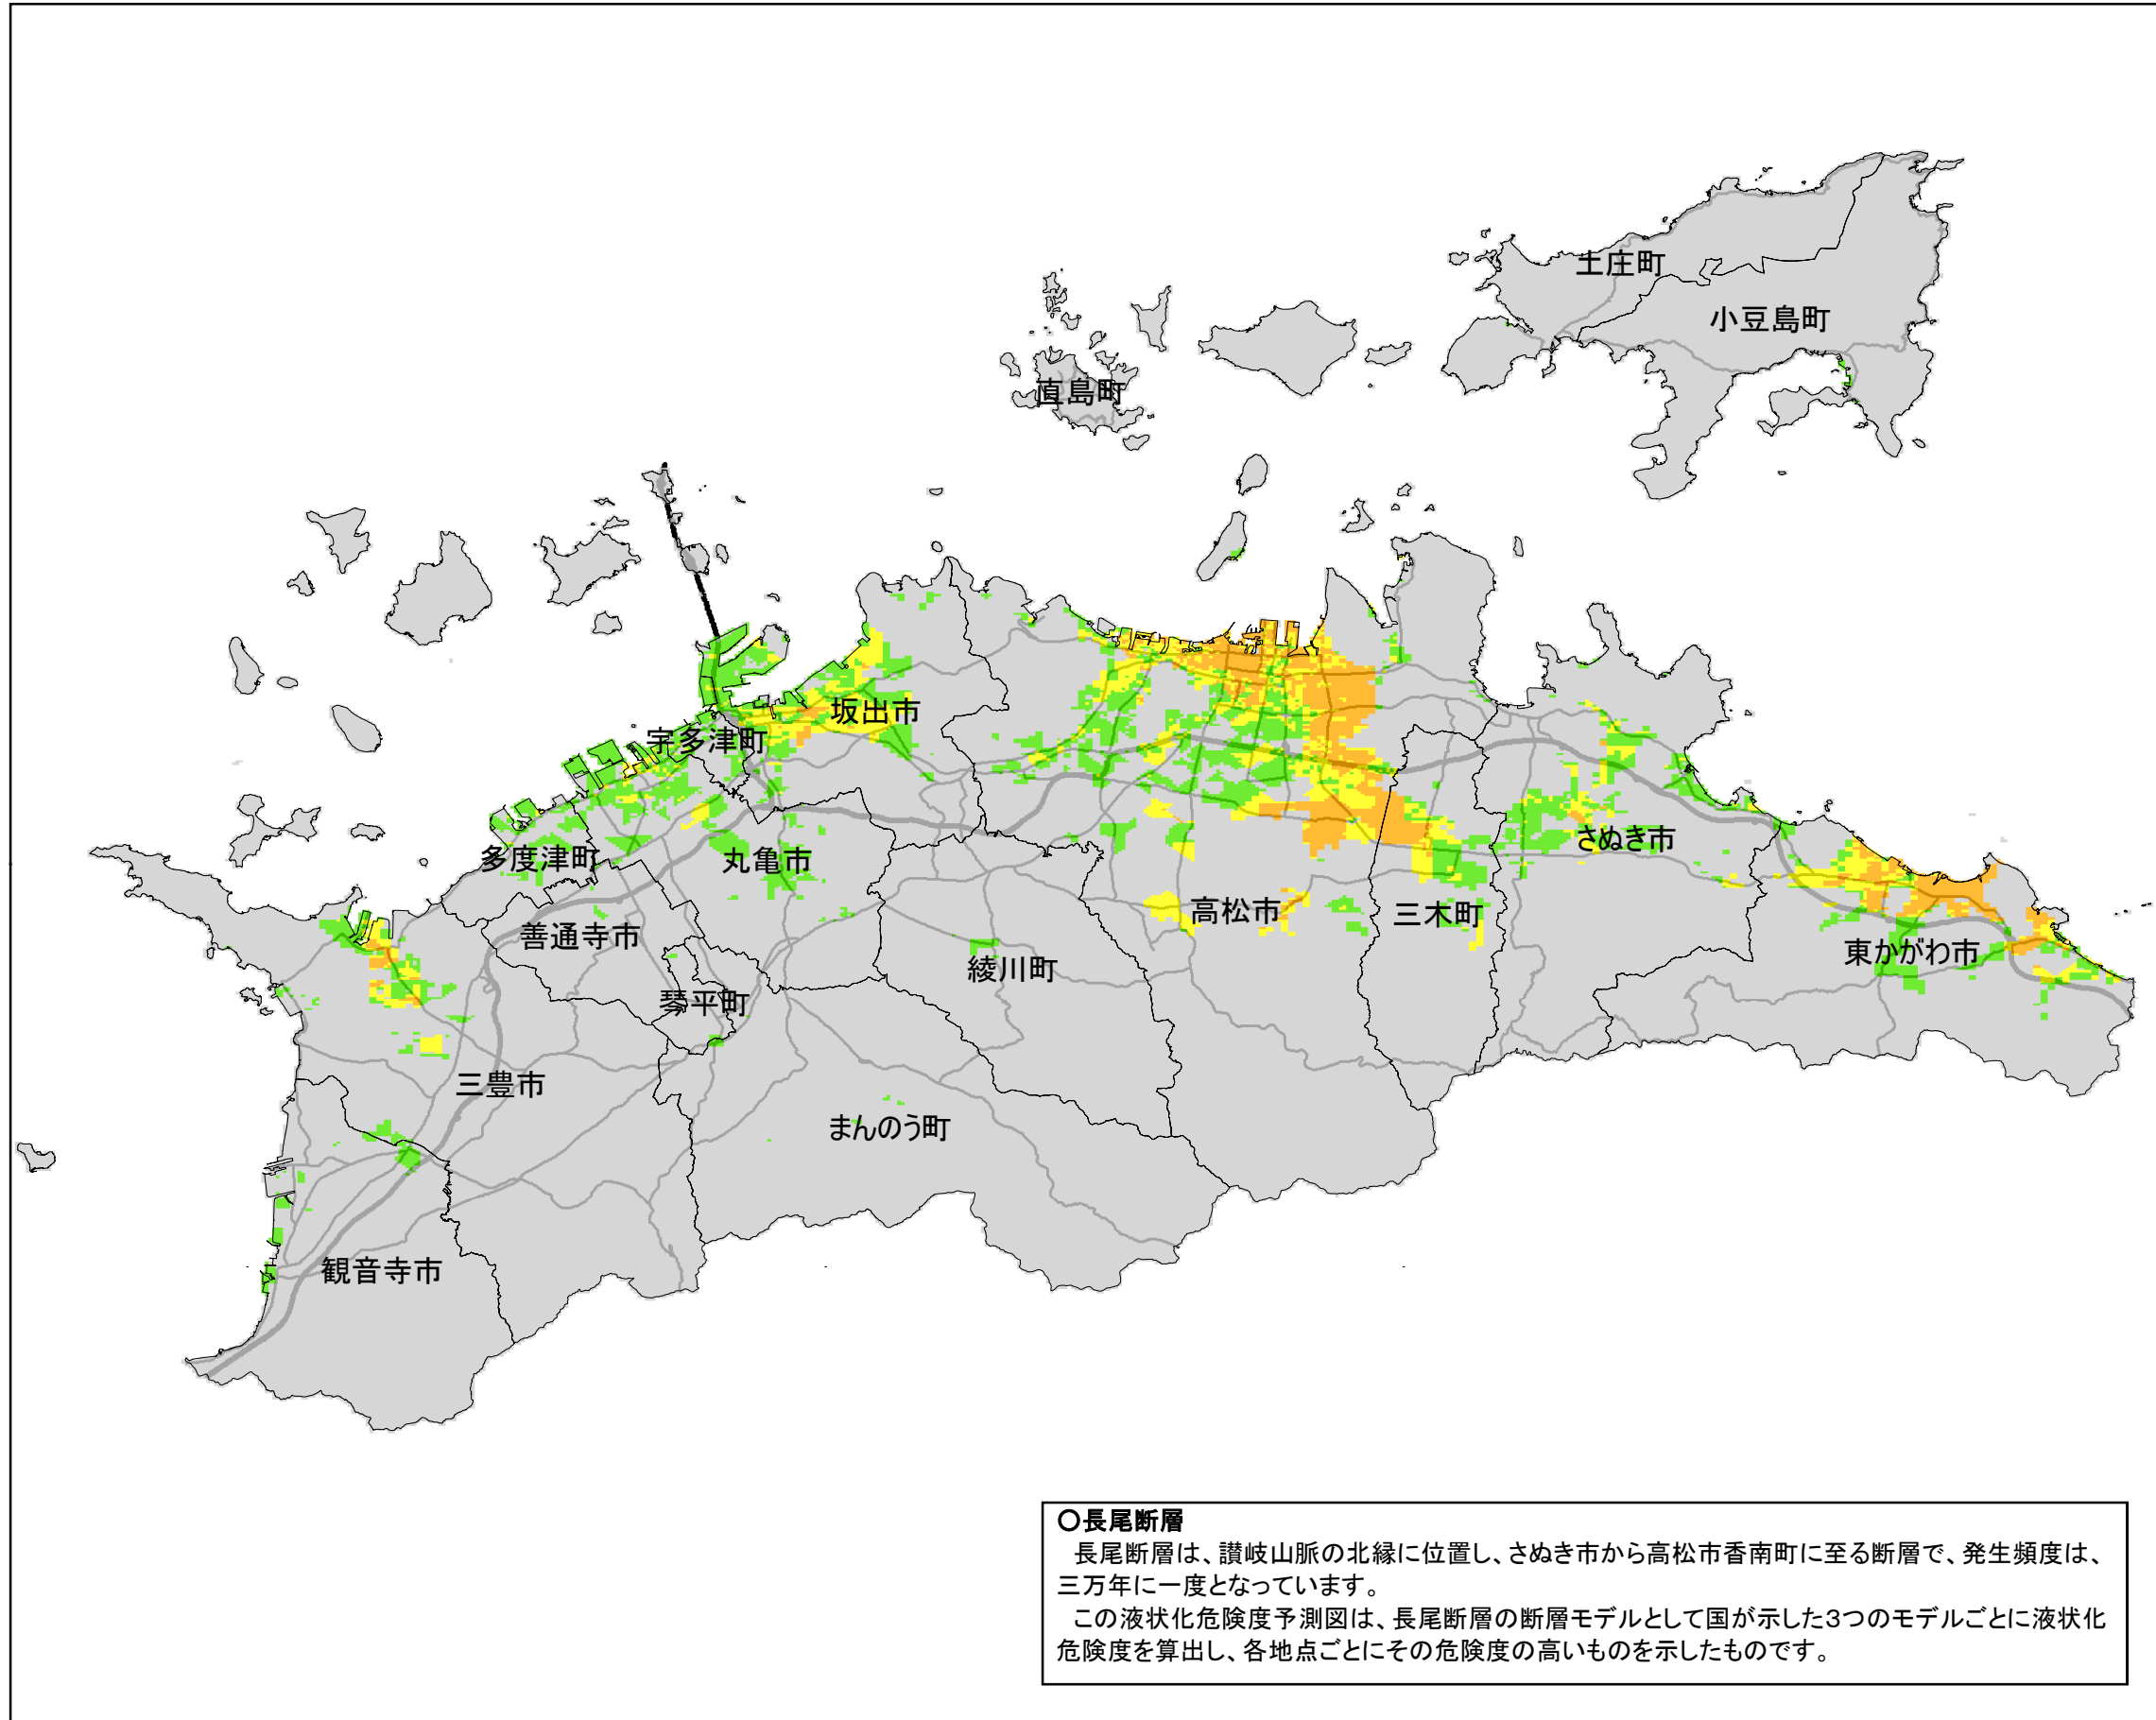 土庄町
小豆島町
直島町
坂出市
宇多津町
さぬき市
多度津町
丸亀市
高松市
三木町
善通寺市
東かがわ市
綾川町
琴平町
三豊市
まんのう町
観音寺市
○長尾断層
長尾断層は、讃岐山脈の北縁に位置し、さぬき市から高松市香南町に至る断層で、発生頻度は、
三万年に一度となっています。
この液状化危険度予測図は、長尾断層の断層モデルとして国が示した3つのモデルごとに液状化
危険度を算出し、各地点ごとにその危険度の高いものを示したものです。